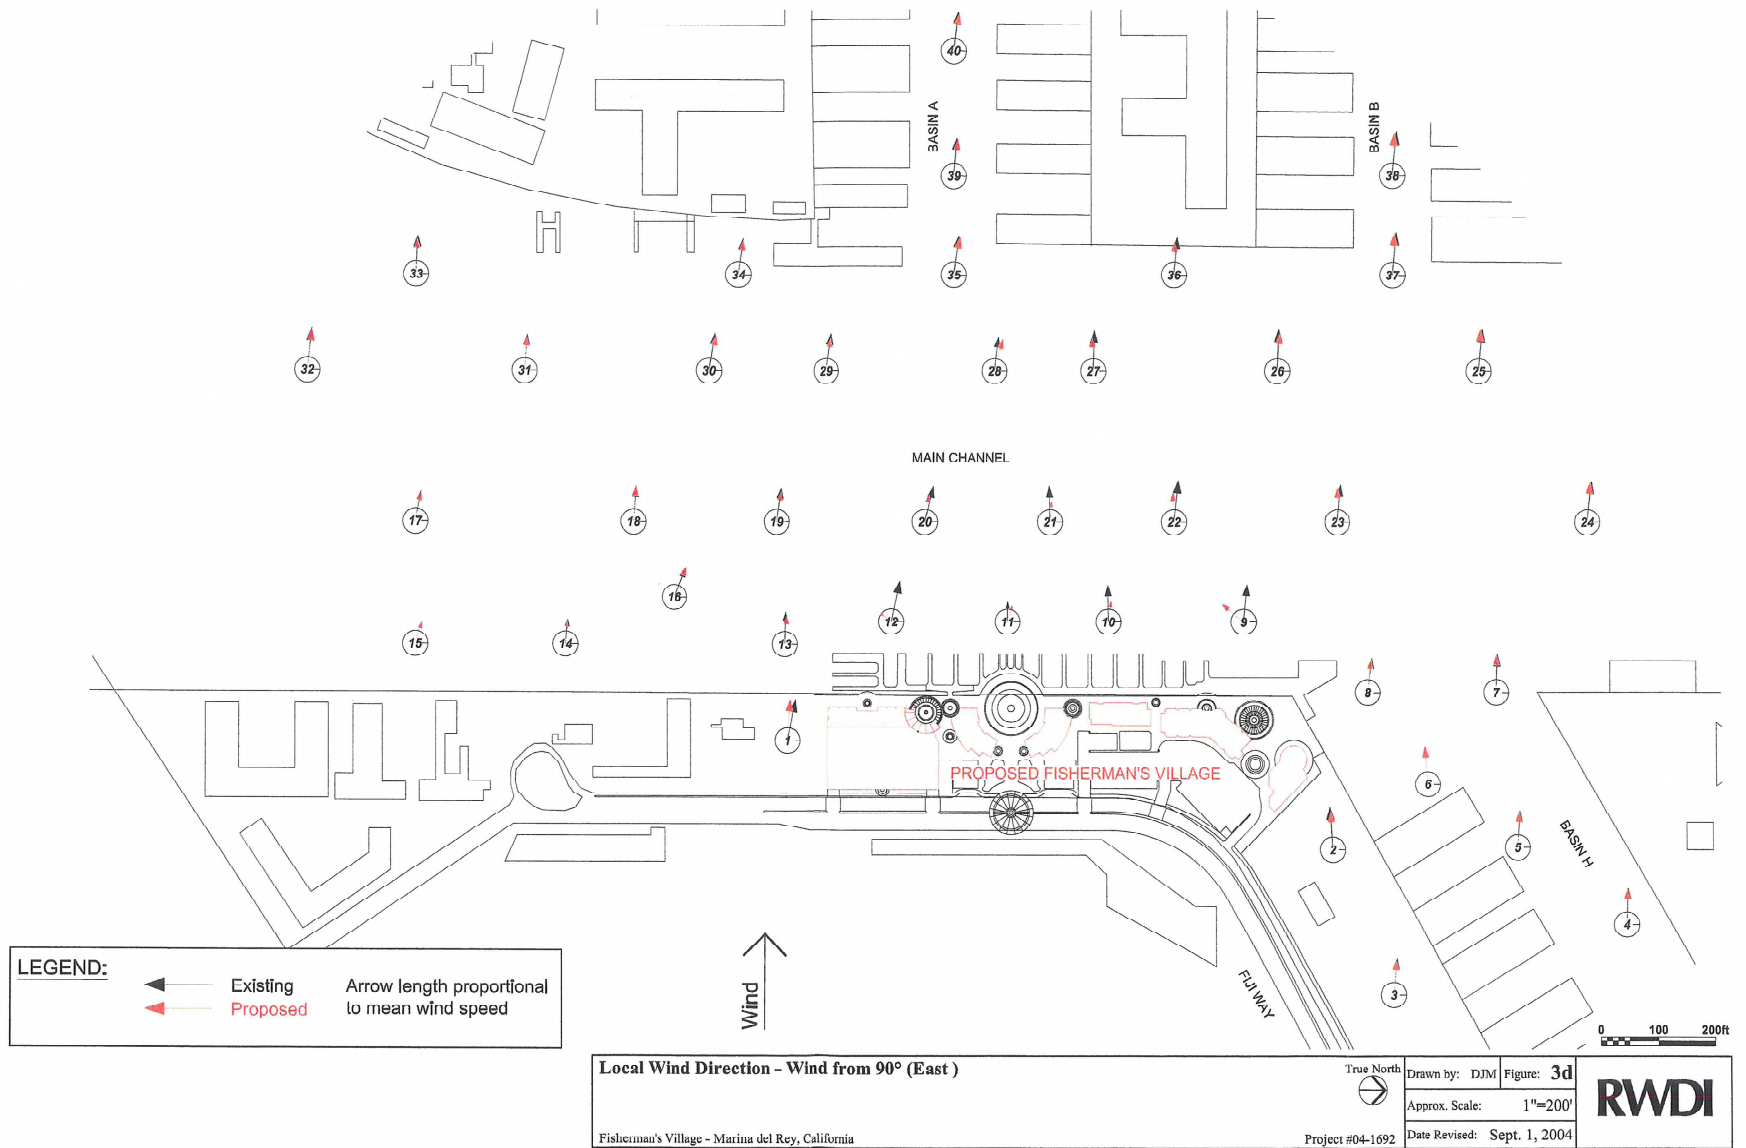 40
BASIN A
BASIN B
39
38
33
34
35
36
37
32
31
30
29
28
27
26
25
MAIN CHANNEL
17
18
19
20
21
22
23
24
16
15
14
13
12
11
10
9
8
7
1
PROPOSED FISHERMAN'S VILLAGE
6
2
5
BASIN H
4
3
FIJI WAY
Wind
LEGEND:
Existing
Proposed
Arrow length proportional
to mean wind speed
0 100 200ft
Local Wind Direction - Wind from 90° (East )
Fisherman's Village - Marina del Rey, California
True North
Project #04-1692
Drawn by: DJM Figure: 3d
Approx. Scale: 1"=200'
Date Revised: Sept. 1, 2004
RWDI